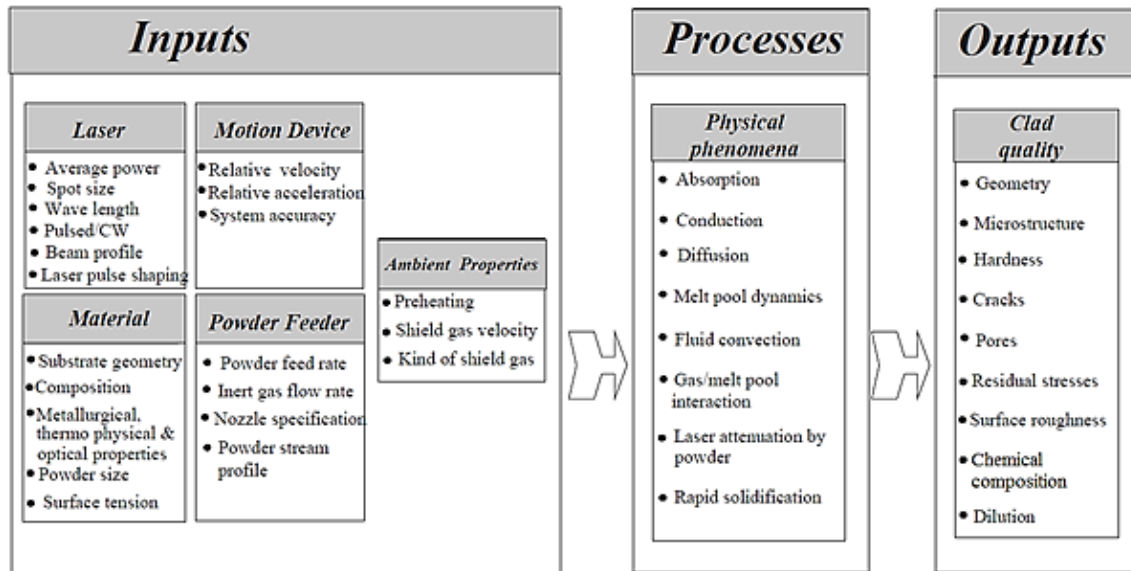 Inputs
Laser
• Average power
• Spot size
• Wave length
• Pulsed/CW
• Beam profile
• Laser pulse shaping
Motion Device
• Relative velocity
• Relative acceleration
• System accuracy
Material
• Substrate geometry
• Composition
• Metallurgical,
thermo physical &
optical properties
• Powder size
• Surface tension
Powder Feeder
• Powder feed rate
• Inert gas flow rate
• Nozzle specification
• Powder stream
profile
Ambient Properties
• Preheating
• Shield gas velocity
• Kind of shield gas
Processes
Physical
phenomena
• Absorption
• Conduction
• Diffusion
• Melt pool dynamics
• Fluid convection
• Gas/melt pool
interaction
• Laser attenuation by
powder
• Rapid solidification
Outputs
Clad
quality
• Geometry
• Microstructure
• Hardness
• Cracks
• Pores
• Residual stresses
• Surface roughness
• Chemical
composition
• Dilution